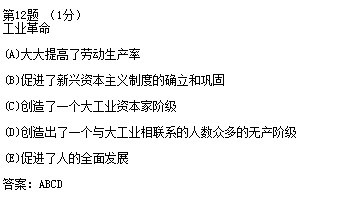 第12题 （1分）
工业革命
(A)大大提高了劳动生产率
(B)促进了新兴资本主义制度的确立和巩固
(C)创造了一个大工业资本家阶级
(D)创造出了一个与大工业相联系的人数众多的无产阶级
(E)促进了人的全面发展
答案：ABCD